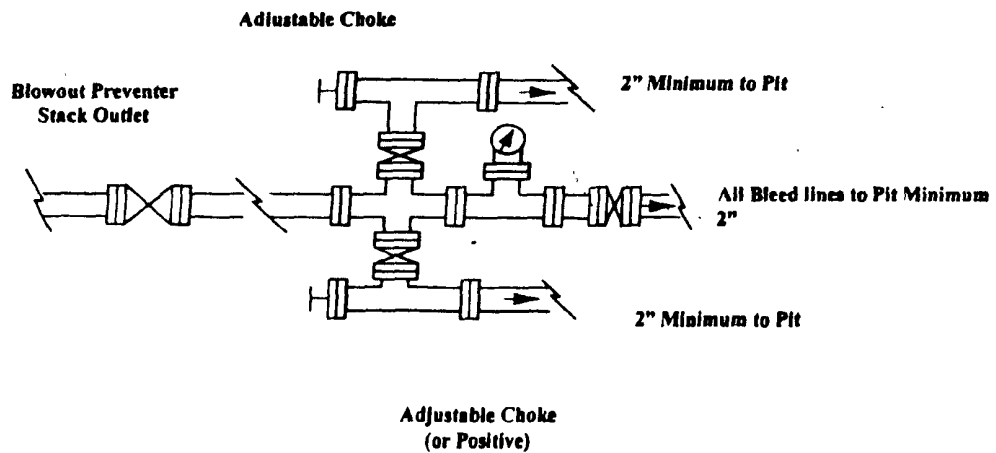 Adjustable Choke
Blowout Preventer
Stack Outlet
2" Minimum to Pit
All Bleed lines to Pit Minimum
2"
2" Minimum to Pit
Adjustable Choke
(or Positive)